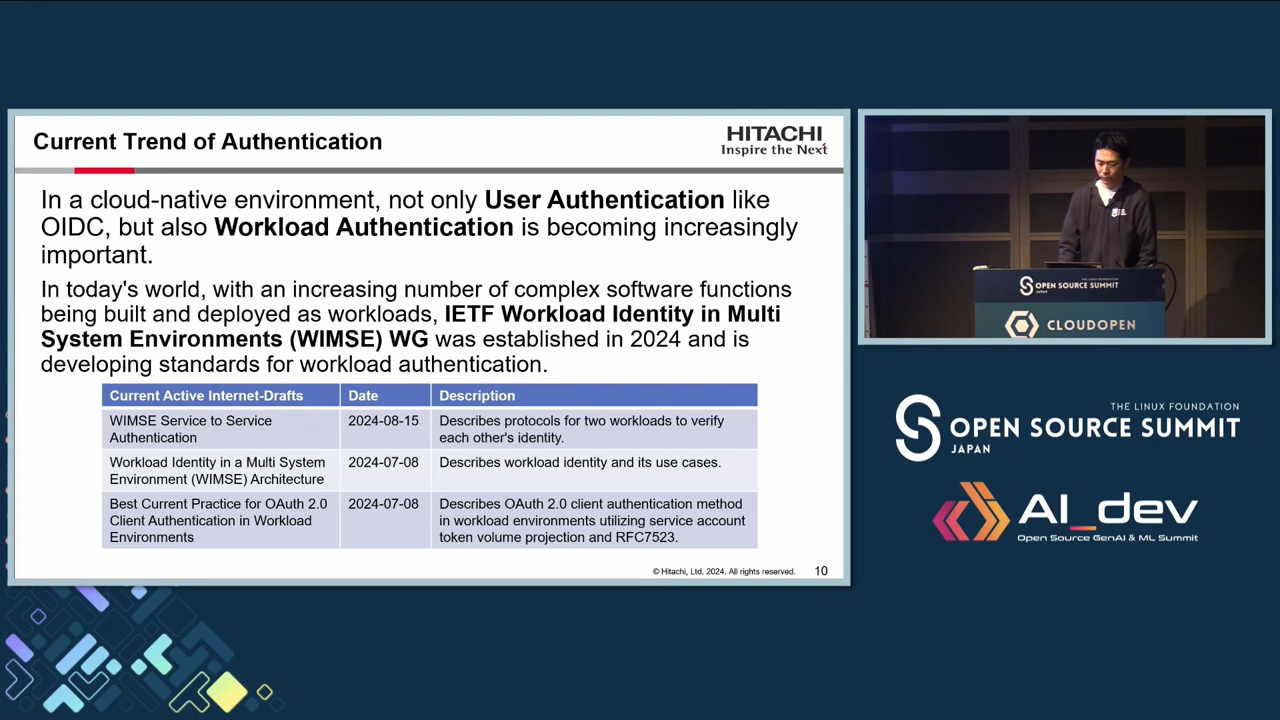 Current Trend of Authentication
HITACHI
Inspire the Next
In a cloud-native environment, not only User Authentication like
OIDC, but also Workload Authentication is becoming increasingly
important.
In today's world, with an increasing number of complex software functions
being built and deployed as workloads, IETF Workload Identity in Multi
System Environments (WIMSE) WG was established in 2024 and is
developing standards for workload authentication.
Current Active Internet-Drafts Date Description
WIMSE Service to Service
Authentication
2024-08-15
Describes protocols for two workloads to verify
each other's identity.
Workload Identity in a Multi System
Environment (WIMSE) Architecture
2024-07-08
Describes workload identity and its use cases.
Best Current Practice for OAuth 2.0
Client Authentication in Workload
Environments
2024-07-08
Describes OAuth 2.0 client authentication method
in workload environments utilizing service account
token volume projection and RFC7523.
© Hitachi, Ltd. 2024. All rights reserved. 10
THE LINUX FOUNDATION
OPEN SOURCE SUMMIT
JAPAN
CLOUDOPEN
THE LINUX FOUNDATION
OPEN SOURCE SUMMIT
JAPAN
AI_dev
Open Source GenAI & ML Summit